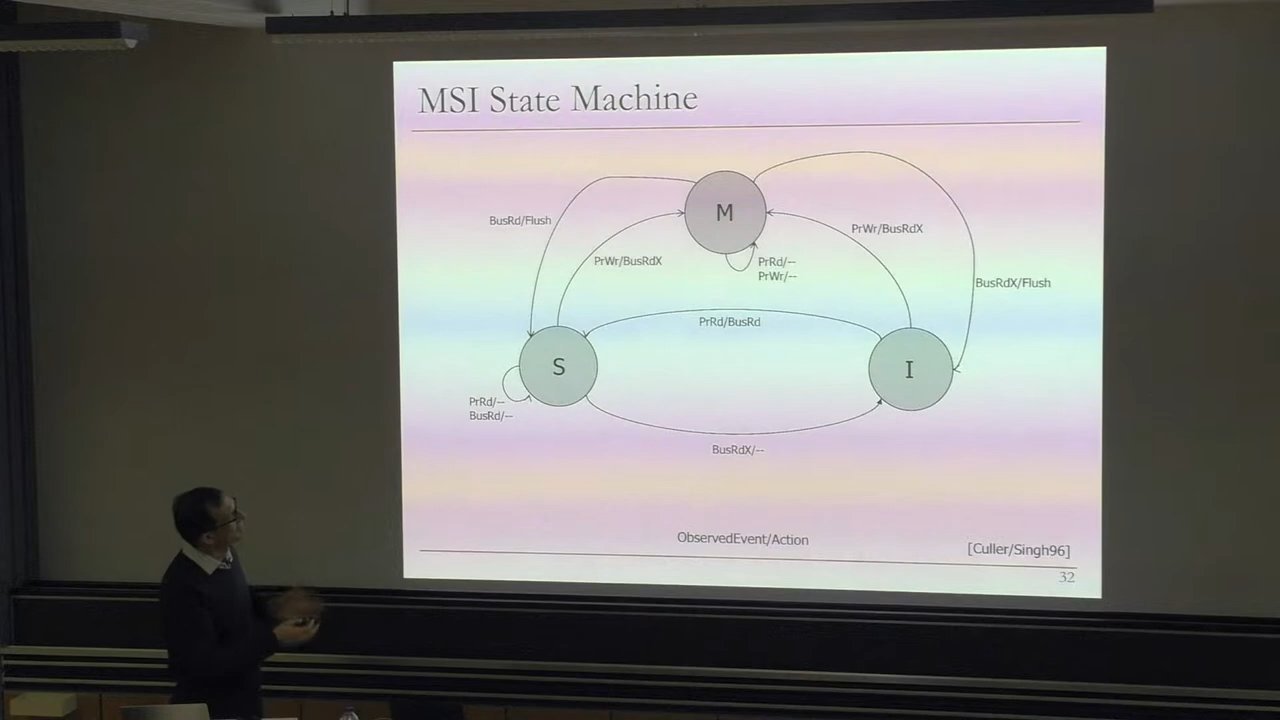 MSI State Machine
M
BusRd/Flush
PrWr/BusRdX
PrWr/BusRdX
PrRd/--
PrWr/--
BusRdX/Flush
PrRd/BusRd
S
I
PrRd/--
BusRd/--
BusRdX/--
ObservedEvent/Action
[Culler/Singh96]
32